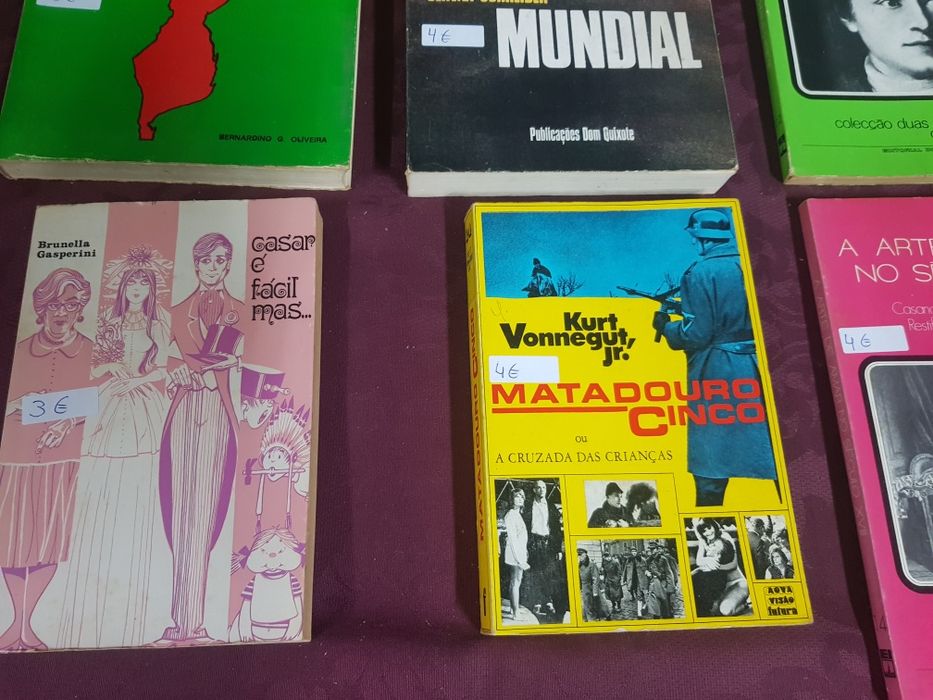 BERNARDINO G. OLIVEIRA
4€
MUNDIAL
Publicações Dom Quixote
colecção duas
Brunella
Gasperini
casar
é
fácil
mas...
3€
Kurt
Vonnegut,
jr.
4€
MATADOURO
CINCO
ou
A CRUZADA DAS CRIANÇAS
NOVA
VISÃO
futura
MATADOURO CINCO
A ARTE
NO
4€